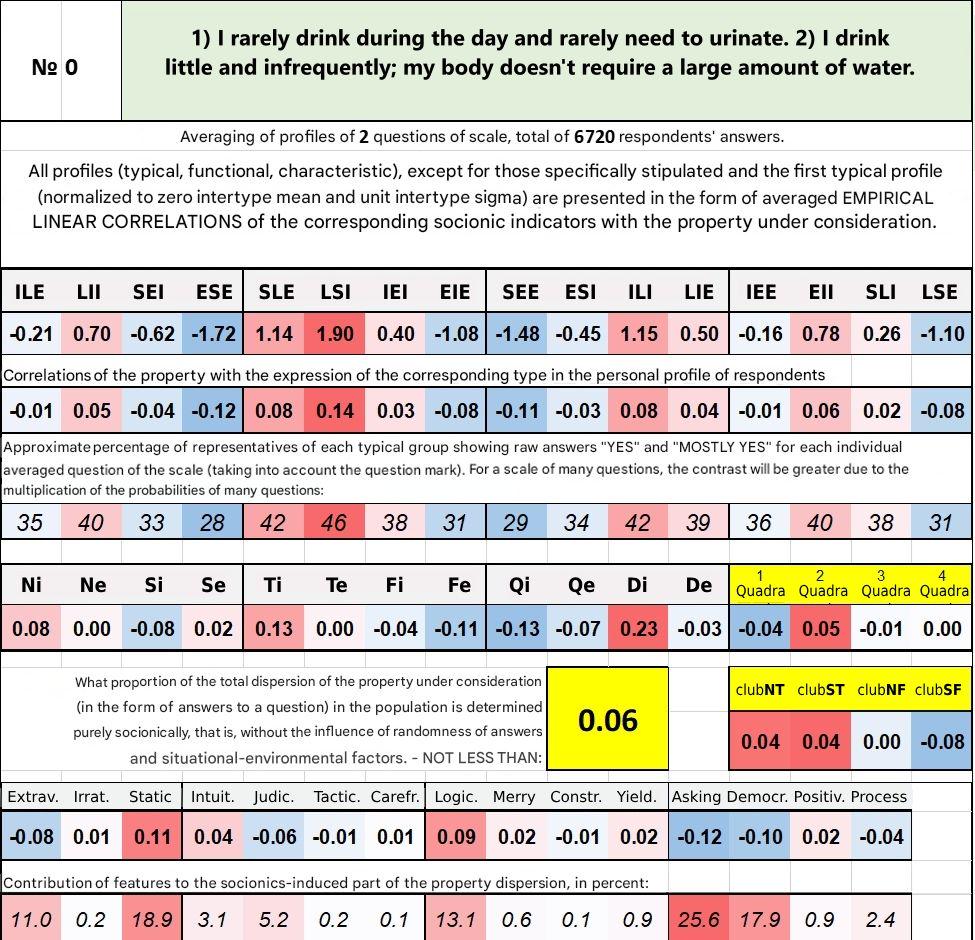 № 0
1) I rarely drink during the day and rarely need to urinate. 2) I drink
little and infrequently; my body doesn't require a large amount of water.
Averaging of profiles of 2 questions of scale, total of 6720 respondents' answers.
All profiles (typical, functional, characteristic), except for those specifically stipulated and the first typical profile
(normalized to zero intertype mean and unit intertype sigma) are presented in the form of averaged EMPIRICAL
LINEAR CORRELATIONS of the corresponding socionic indicators with the property under consideration.
ILE LII SEI ESE SLE LSI IEI EIE SEE ESI ILI LIE IEE EII SLI LSE
-0.21 0.70 -0.62 -1.72 1.14 1.90 0.40 -1.08 -1.48 -0.45 1.15 0.50 -0.16 0.78 0.26 -1.10
Correlations of the property with the expression of the corresponding type in the personal profile of respondents
-0.01 0.05 -0.04 -0.12 0.08 0.14 0.03 -0.08 -0.11 -0.03 0.08 0.04 -0.01 0.06 0.02 -0.08
Approximate percentage of representatives of each typical group showing raw answers "YES" and "MOSTLY YES" for each individual
averaged question of the scale (taking into account the question mark). For a scale of many questions, the contrast will be greater due to the
multiplication of the probabilities of many questions:
35 40 33 28 42 46 38 31 29 34 42 39 36 40 38 31
Ni Ne Si Se Ti Te Fi Fe Qi Qe Di De 1 Quadra 2 Quadra 3 Quadra 4 Quadra
0.08 0.00 -0.08 0.02 0.13 0.00 -0.04 -0.11 -0.13 -0.07 0.23 -0.03 -0.04 0.05 -0.01 0.00
What proportion of the total dispersion of the property under consideration
(in the form of answers to a question) in the population is determined
purely socionically, that is, without the influence of randomness of answers
and situational-environmental factors. - NOT LESS THAN:
0.06
clubNT clubST clubNF clubSF
0.04 0.04 0.00 -0.08
Extrav. Irrat. Static Intuit. Judic. Tactic. Carefr. Logic. Merry Constr. Yield. Asking Democr. Positiv. Process
-0.08 0.01 0.11 0.04 -0.06 -0.01 0.01 0.09 0.02 -0.01 0.02 -0.12 -0.10 0.02 -0.04
Contribution of features to the socionics-induced part of the property dispersion, in percent:
11.0 0.2 18.9 3.1 5.2 0.2 0.1 13.1 0.6 0.1 0.9 25.6 17.9 0.9 2.4